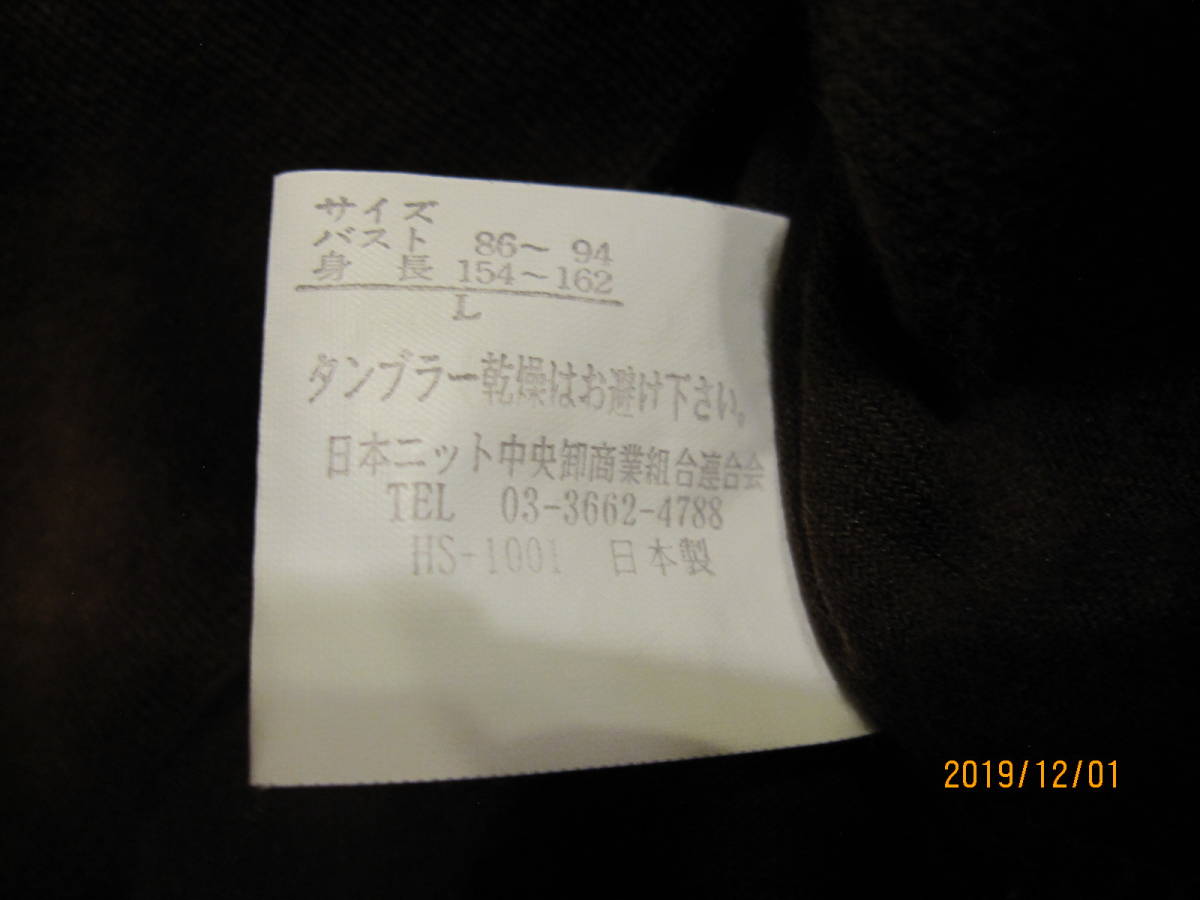 サイズ
バスト 86～ 94
身 長 154～162
L
タンブラー乾燥はお避け下さい。
日本ニット中央卸商業組合連合会
TEL 03-3662-4788
HS-1001 日本製
2019/12/01